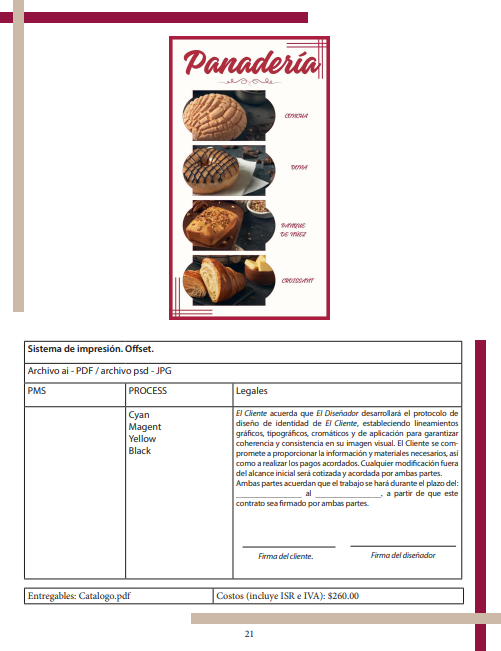 Panadería
CONCHA
DONA
PANQUE
DE NUEZ
CROISSANT
Sistema de impresión. Offset.
Archivo ai - PDF / archivo psd - JPG
PMS
PROCESS
Legales
Cyan
Magent
Yellow
Black
El Cliente acuerda que El Diseñador desarrollará el protocolo de
diseño de identidad de El Cliente, estableciendo lineamientos
gráficos, tipográficos, cromáticos y de aplicación para garantizar
coherencia y consistencia en su imagen visual. El Cliente se com-
promete a proporcionar la información y materiales necesarios, así
como a realizar los pagos acordados. Cualquier modificación fuera
del alcance inicial será cotizada y acordada por ambas partes.
Ambas partes acuerdan que el trabajo se hará durante el plazo del:
________________ al ________________, a partir de que este
contrato sea firmado por ambas partes.
Firma del cliente.
Firma del diseñador
Entregables: Catalogo.pdf
Costos (incluye ISR e IVA): $260.00
21